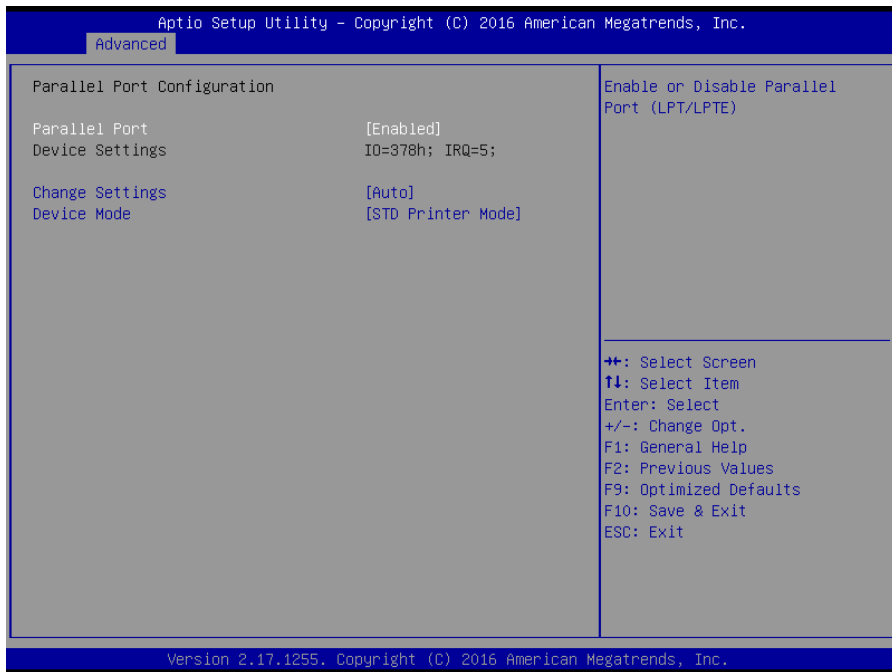 Aptio Setup Utility – Copyright (C) 2016 American Megatrends, Inc.
Advanced
Parallel Port Configuration
Parallel Port [Enabled]
Device Settings IO=378h; IRQ=5;
Change Settings [Auto]
Device Mode [STD Printer Mode]
Enable or Disable Parallel
Port (LPT/LPTE)
→←: Select Screen
↑↓: Select Item
Enter: Select
+/-: Change Opt.
F1: General Help
F2: Previous Values
F9: Optimized Defaults
F10: Save & Exit
ESC: Exit
Version 2.17.1255. Copyright (C) 2016 American Megatrends, Inc.